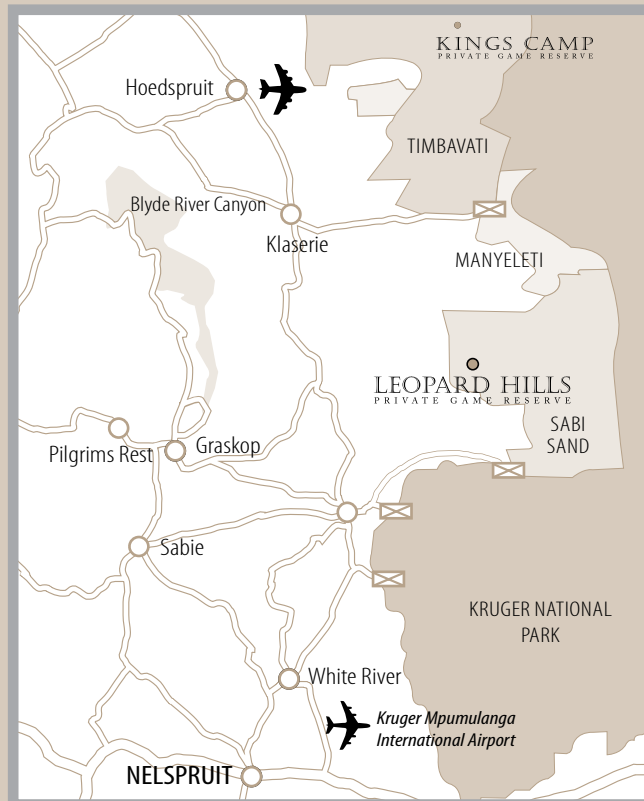 KINGS CAMP
PRIVATE GAME RESERVE
Hoedspruit
TIMBAVATI
Blyde River Canyon
Klaserie
MANYELETI
LEOPARD HILLS
PRIVATE GAME RESERVE
SABI
SAND
Pilgrims Rest
Graskop
Sabie
KRUGER NATIONAL
PARK
White River
Kruger Mpumulanga
International Airport
NELSPRUIT